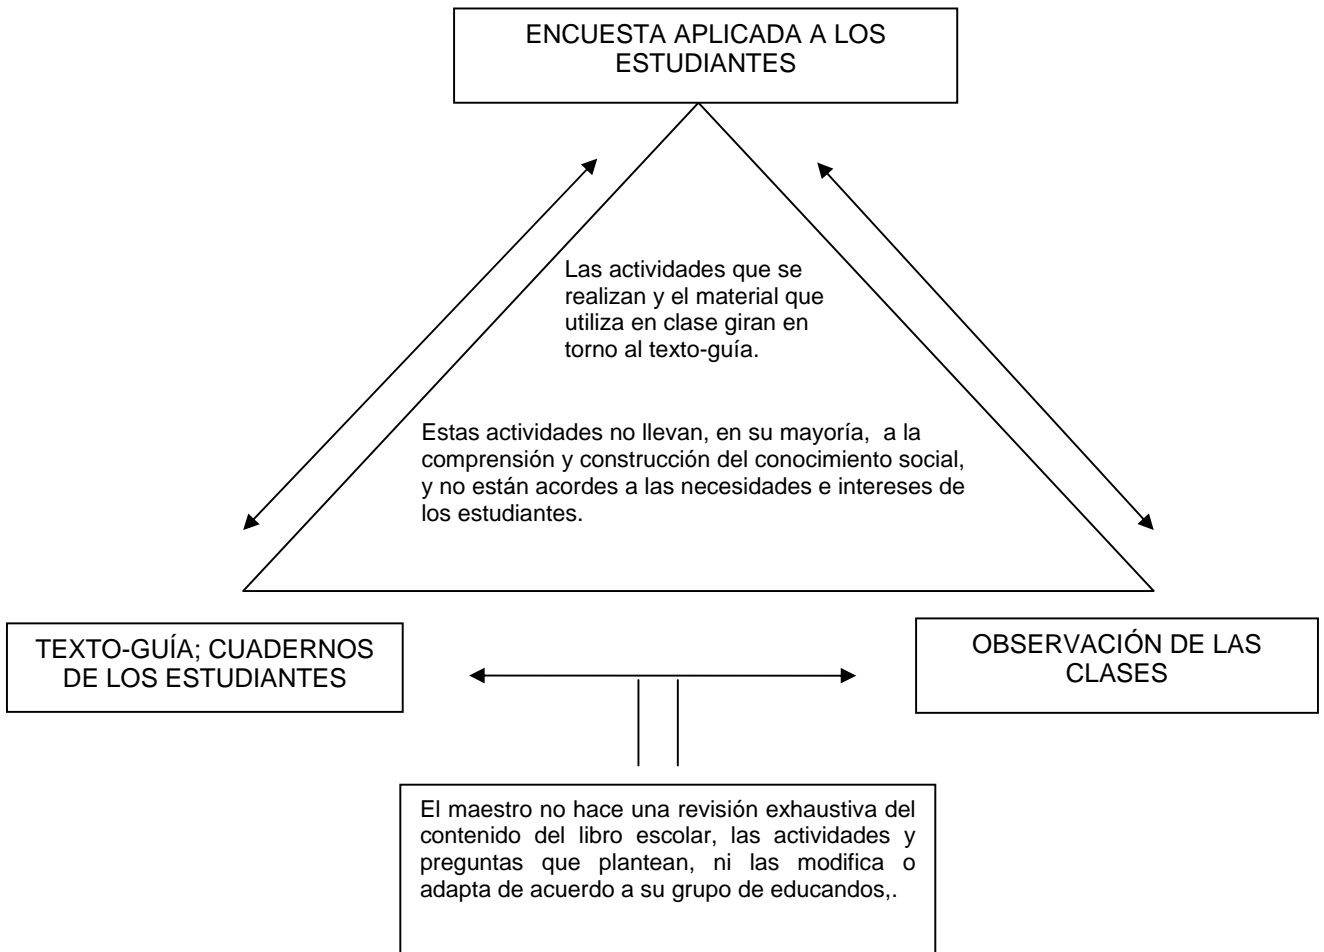 ENCUESTA APLICADA A LOS
ESTUDIANTES
Las actividades que se
realizan y el material que
utiliza en clase giran en
torno al texto-guía.
Estas actividades no llevan, en su mayoría,  a la
comprensión y construcción del conocimiento social,
y no están acordes a las necesidades e intereses de
los estudiantes.
TEXTO-GUÍA; CUADERNOS
DE LOS ESTUDIANTES
OBSERVACIÓN DE LAS
CLASES
El maestro no hace una revisión exhaustiva del
contenido del libro escolar, las actividades y
preguntas que plantean, ni las modifica o
adapta de acuerdo a su grupo de educandos,.